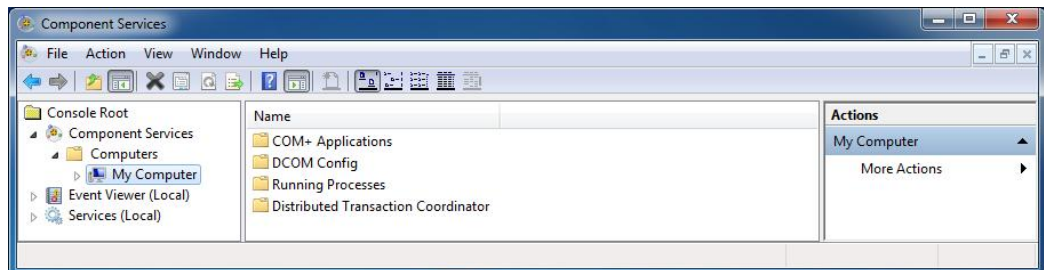 Component Services
File Action View Window Help
Console Root
Component Services
Computers
My Computer
Event Viewer (Local)
Services (Local)
Name
COM+ Applications
DCOM Config
Running Processes
Distributed Transaction Coordinator
Actions
My Computer
More Actions